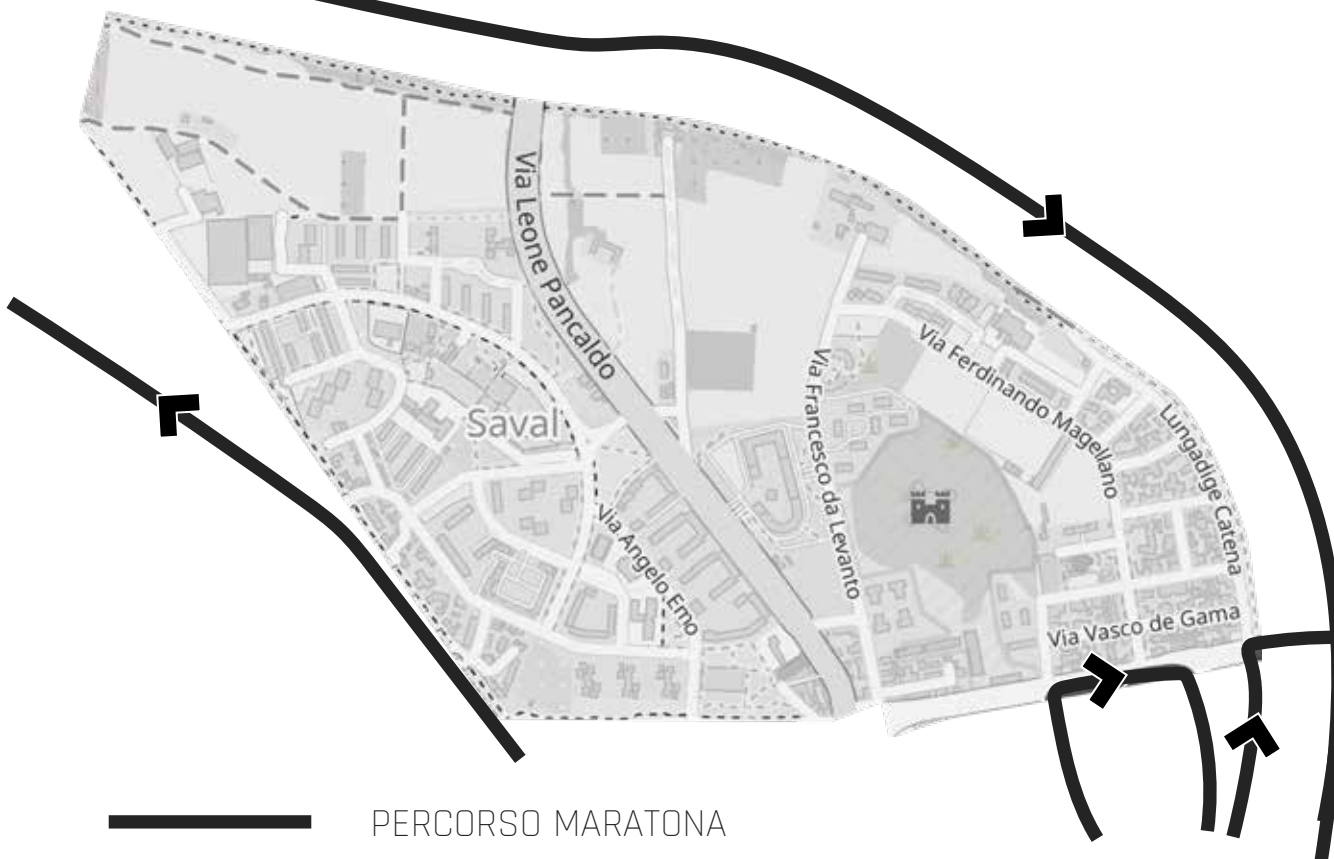 Via Leone Pancaldo
Via Ferdinando Magellano
Via Francesco da Levanto
Saval
Lungadige Catena
Via Angelo Emo
Via Vasco de Gama
PERCORSO MARATONA